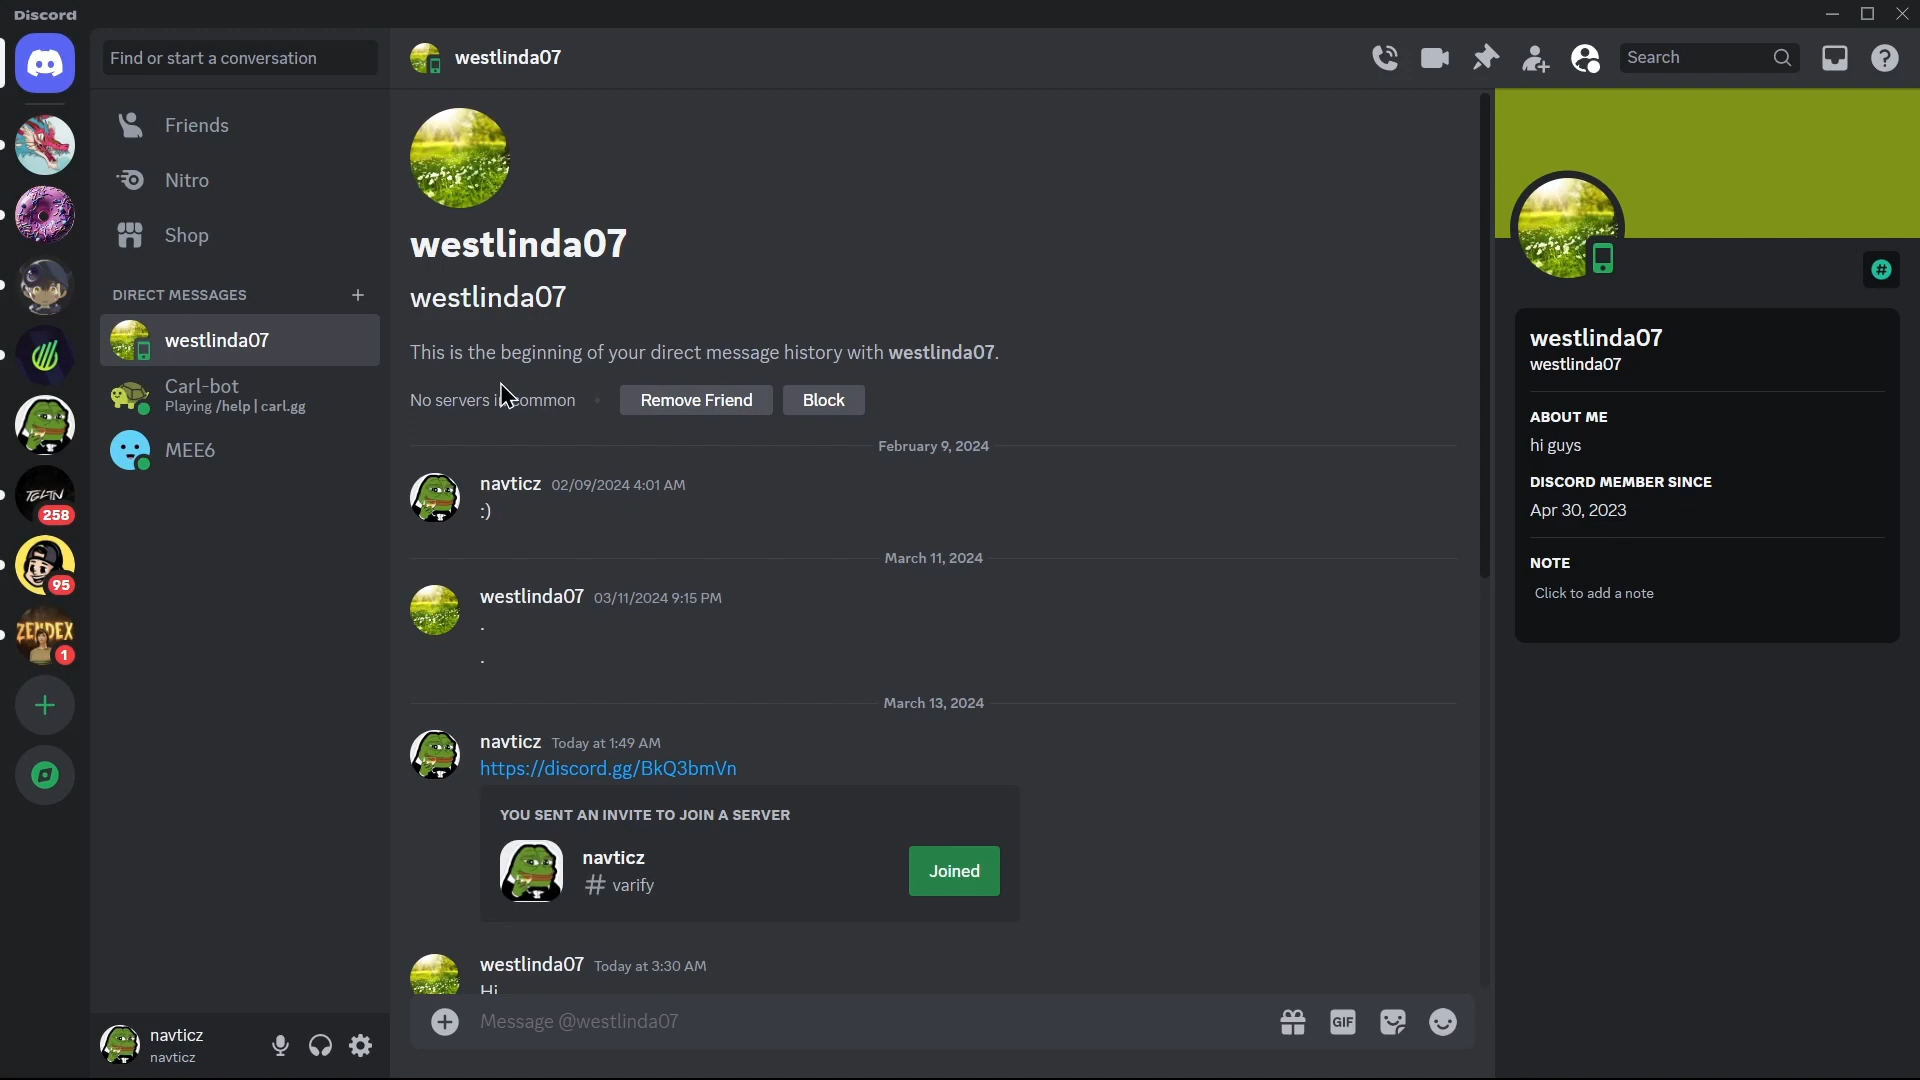 Discord
Find or start a conversation
Friends
Nitro
Shop
DIRECT MESSAGES
westlinda07
Carl-bot
Playing /help | carl.gg
MEE6
258
95
ZENDEX
1
navticz
navticz
westlinda07
Search
westlinda07
westlinda07
This is the beginning of your direct message history with westlinda07.
No servers in common
Remove Friend
Block
February 9, 2024
navticz 02/09/2024 4:01 AM
:)
March 11, 2024
westlinda07 03/11/2024 9:15 PM
.
.
March 13, 2024
navticz Today at 1:49 AM
https://discord.gg/BkQ3bmVn
YOU SENT AN INVITE TO JOIN A SERVER
navticz
# varify
Joined
westlinda07 Today at 3:30 AM
Hi
Message @westlinda07
GIF
westlinda07
westlinda07
ABOUT ME
hi guys
DISCORD MEMBER SINCE
Apr 30, 2023
NOTE
Click to add a note